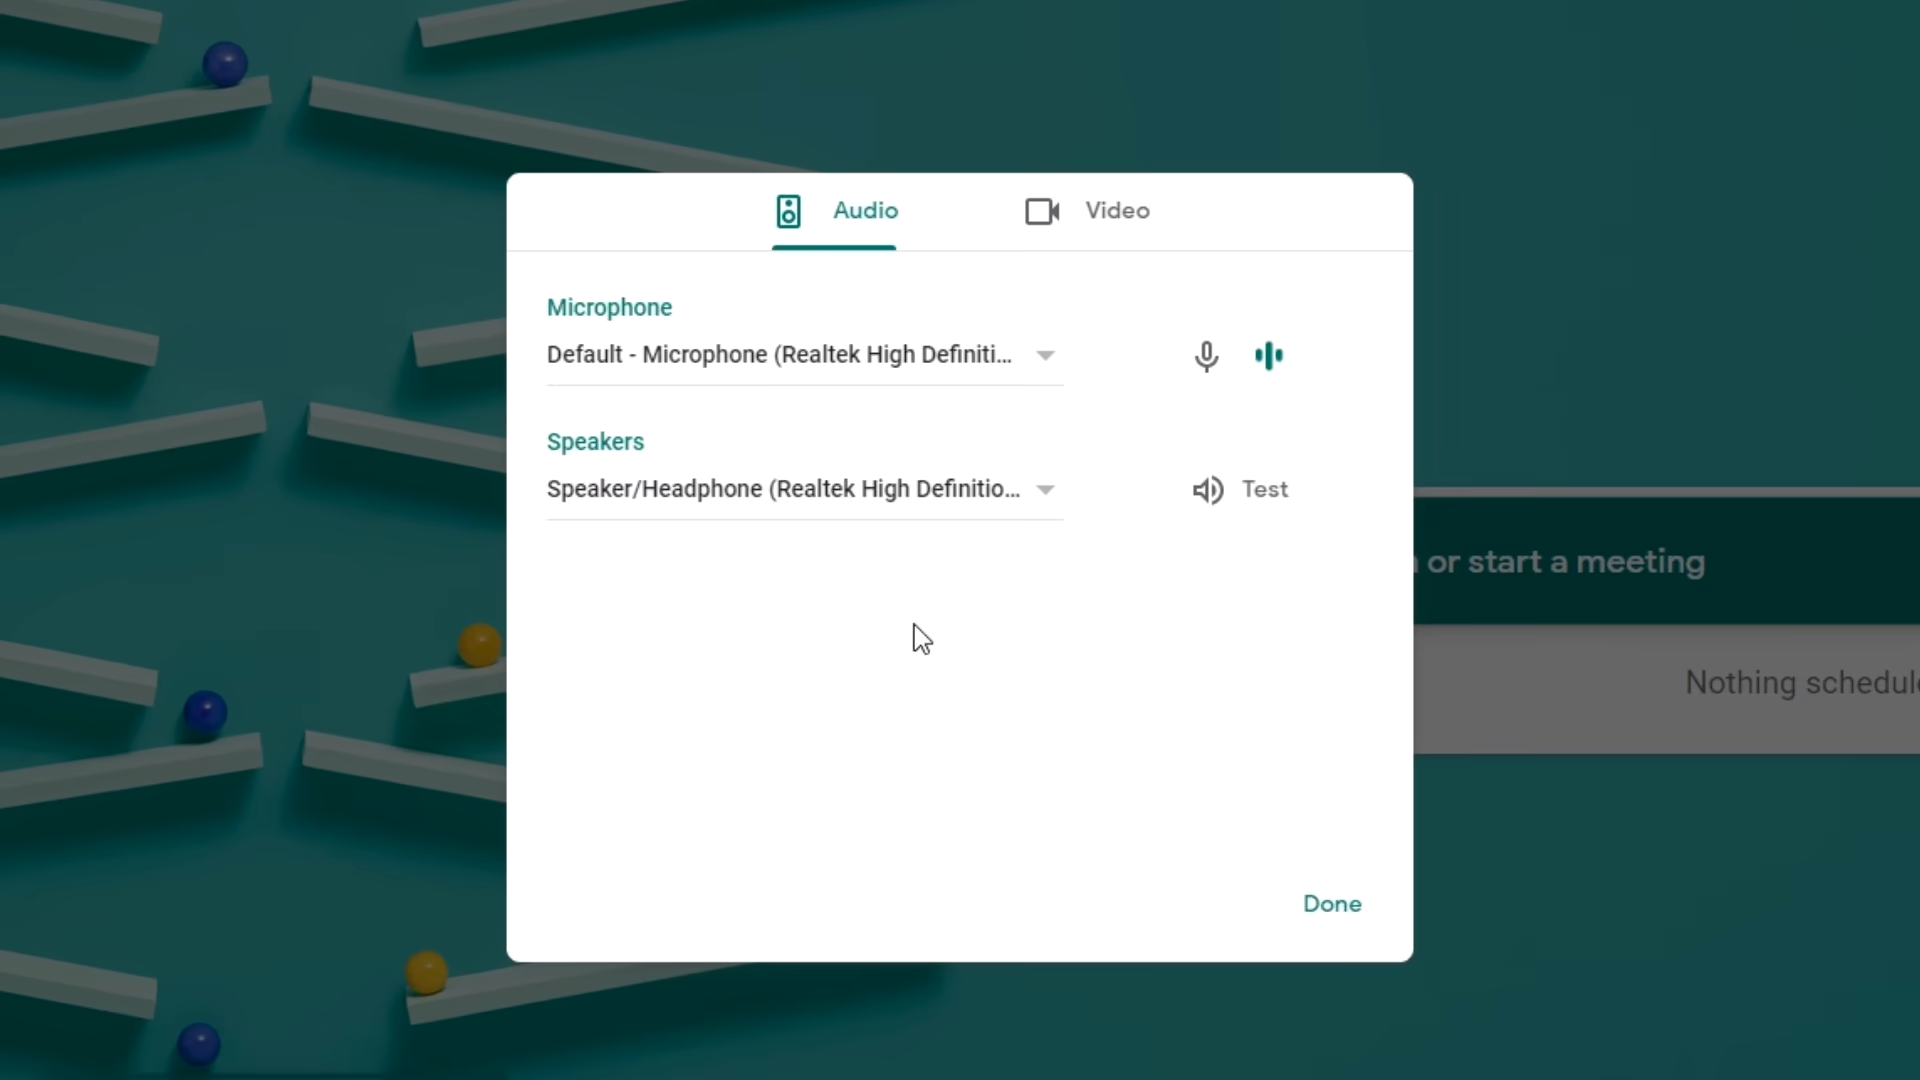 Audio
Video
Microphone
Default - Microphone (Realtek High Definiti...
Speakers
Speaker/Headphone (Realtek High Definitio...
Test
or start a meeting
Nothing
Done